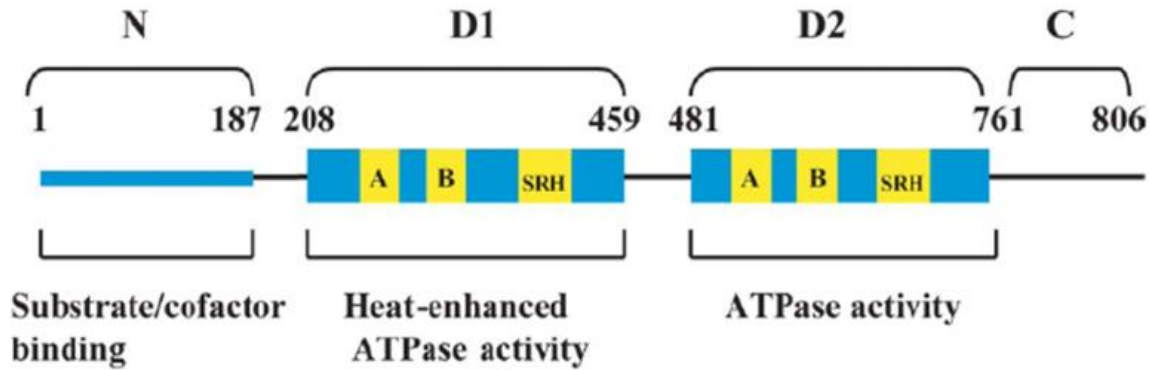 N D1 D2 C
1 187 208 459 481 761 806
A B SRH A B SRH
Substrate/cofactor Heat-enhanced ATPase activity
binding ATPase activity